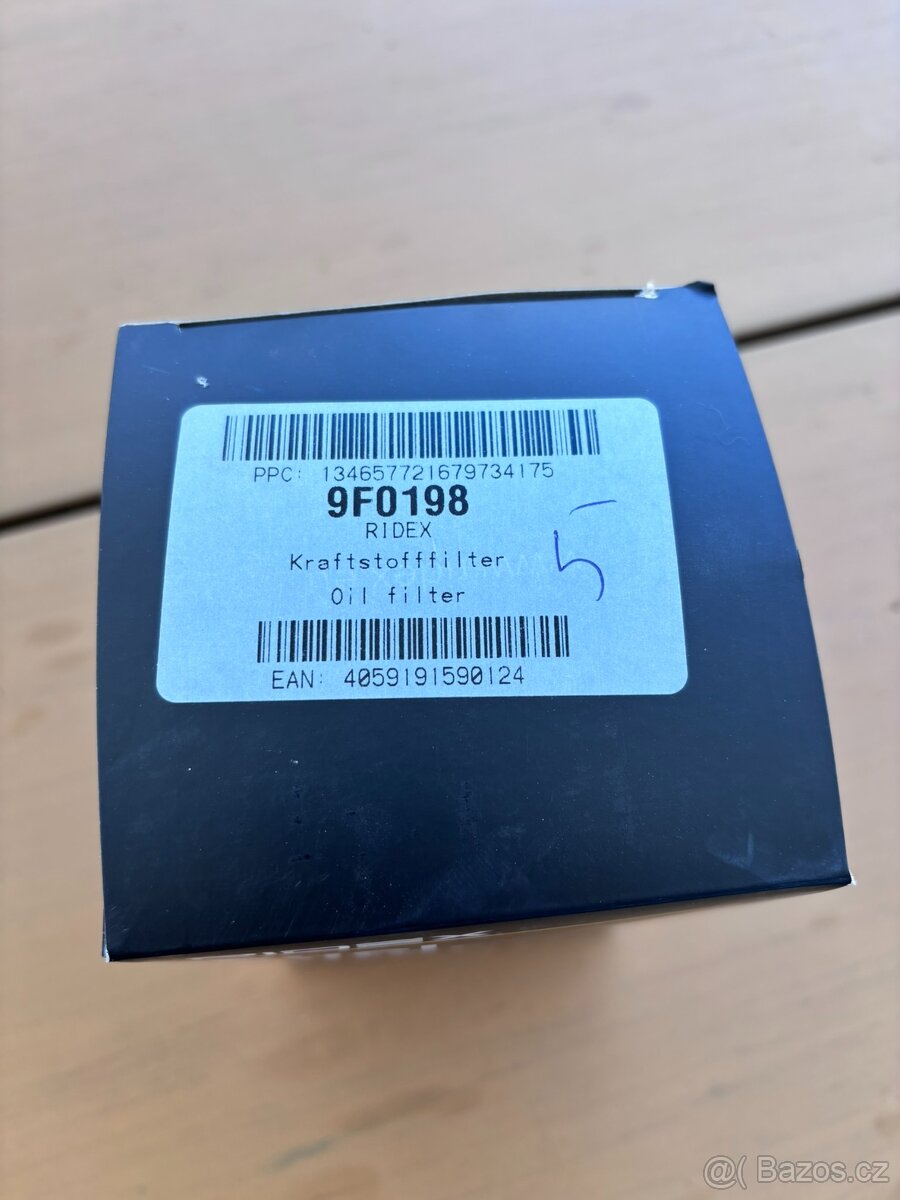 PPC: 134657721679734175
9F0198
RIDEX
Kraftstofffilter
Oil filter
5
EAN: 4059191590124
@( Bazos.cz